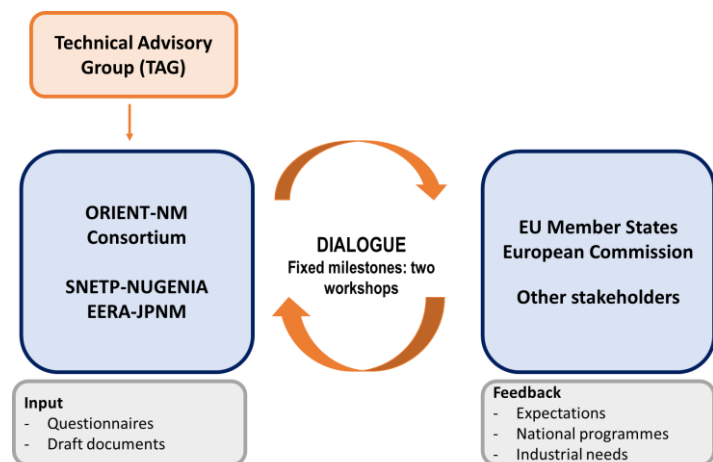 Technical Advisory
Group (TAG)
ORIENT-NM
Consortium
SNETP-NUGENIA
EERA-JPNM
DIALOGUE
Fixed milestones: two
workshops
EU Member States
European Commission
Other stakeholders
Input
- Questionnaires
- Draft documents
Feedback
- Expectations
- National programmes
- Industrial needs